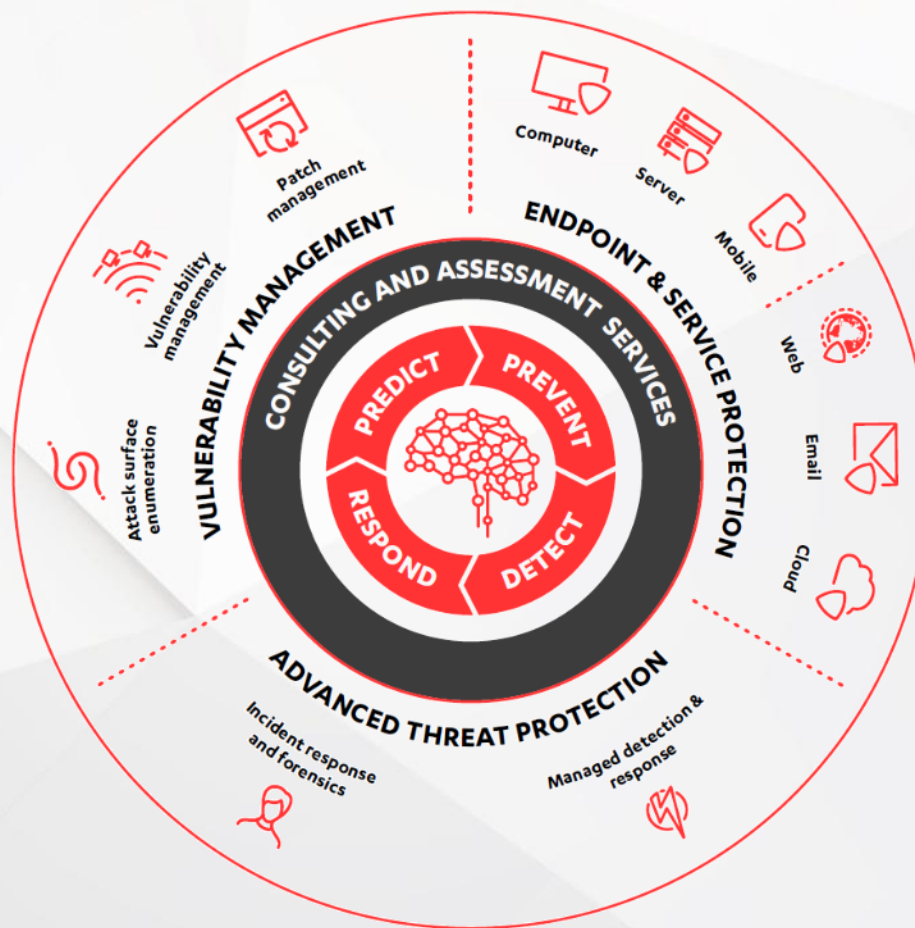 Patch
management
Vulnerability
management
Attack surface
enumeration
VULNERABILITY MANAGEMENT
Computer
Server
Mobile
Web
Email
Cloud
ENDPOINT & SERVICE PROTECTION
CONSULTING AND ASSESSMENT SERVICES
PREDICT
PREVENT
DETECT
RESPOND
ADVANCED THREAT PROTECTION
Incident response
and forensics
Managed detection &
response